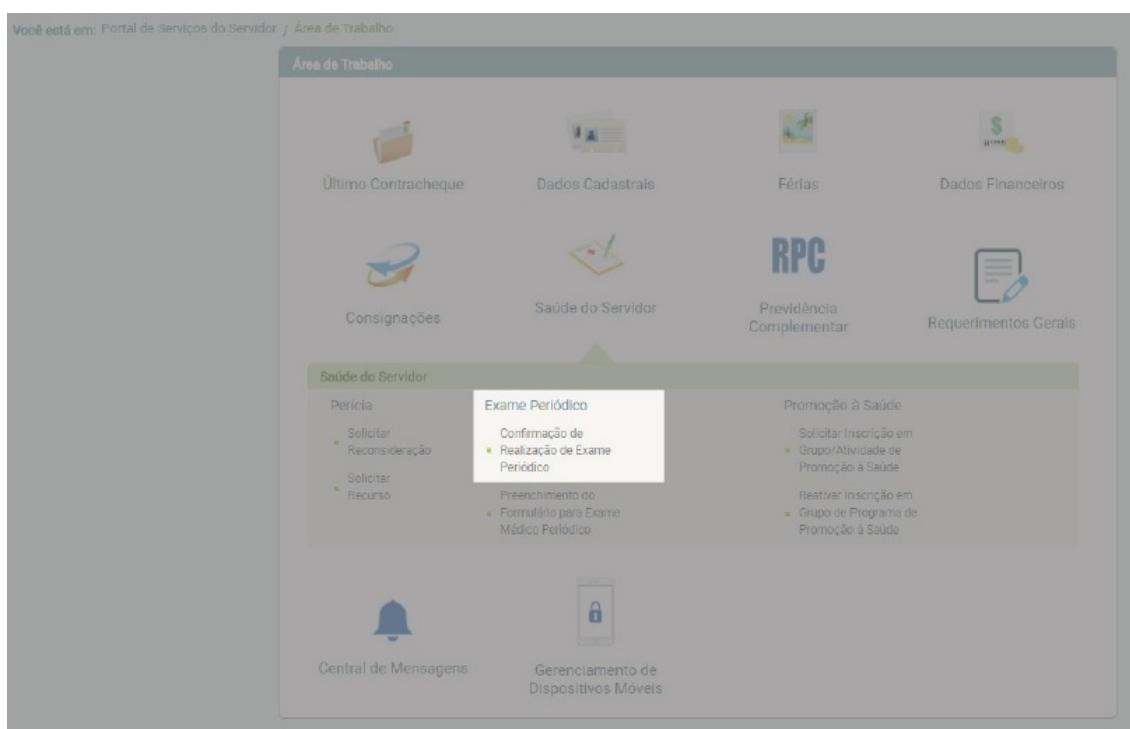 Você está em: Portal de Serviços do Servidor / Área de Trabalho
Área de Trabalho
Último Contracheque
Dados Cadastrais
Férias
Dados Financeiros
RPC
Consignações
Saúde do Servidor
Previdência
Complementar
Requerimentos Gerais
Saúde do Servidor
Perícia
Solicitar
Reconsideração
Solicitar
Recurso
Exame Periódico
Confirmação de
Realização de Exame
Periódico
Preenchimento do
Formulário para Exame
Médico Periódico
Promoção à Saúde
Solicitar Inscrição em
Grupo/Atividade de
Promoção à Saúde
Reativar Inscrição em
Grupo de Programa de
Promoção à Saúde
Central de Mensagens
Gerenciamento de
Dispositivos Móveis